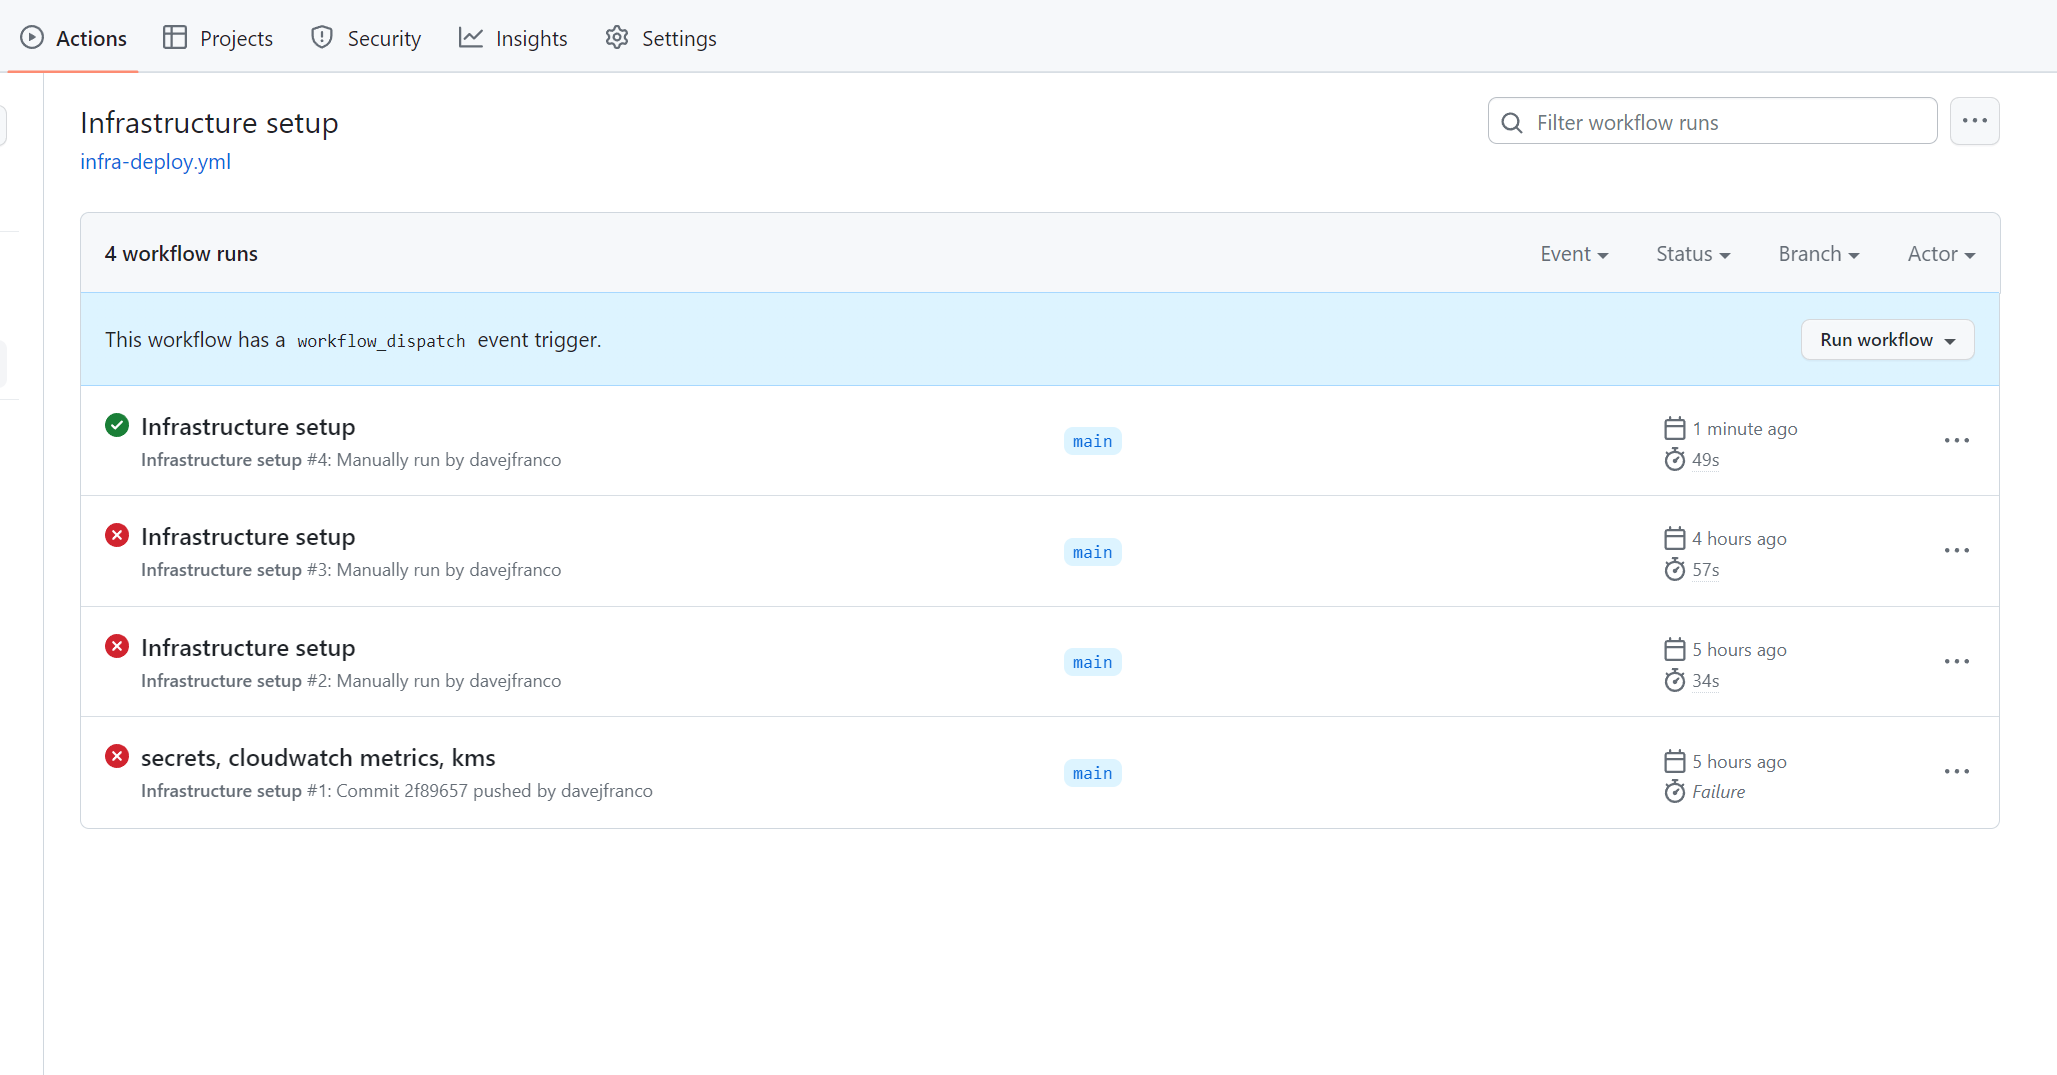 Actions Projects Security Insights Settings
Infrastructure setup
Filter workflow runs
infra-deploy.yml
4 workflow runs
Event Status Branch Actor
This workflow has a workflow_dispatch event trigger.
Run workflow
Infrastructure setup
Infrastructure setup #4: Manually run by davejfranco
main
1 minute ago
49s
Infrastructure setup
Infrastructure setup #3: Manually run by davejfranco
main
4 hours ago
57s
Infrastructure setup
Infrastructure setup #2: Manually run by davejfranco
main
5 hours ago
34s
secrets, cloudwatch metrics, kms
Infrastructure setup #1: Commit 2f89657 pushed by davejfranco
main
5 hours ago
Failure